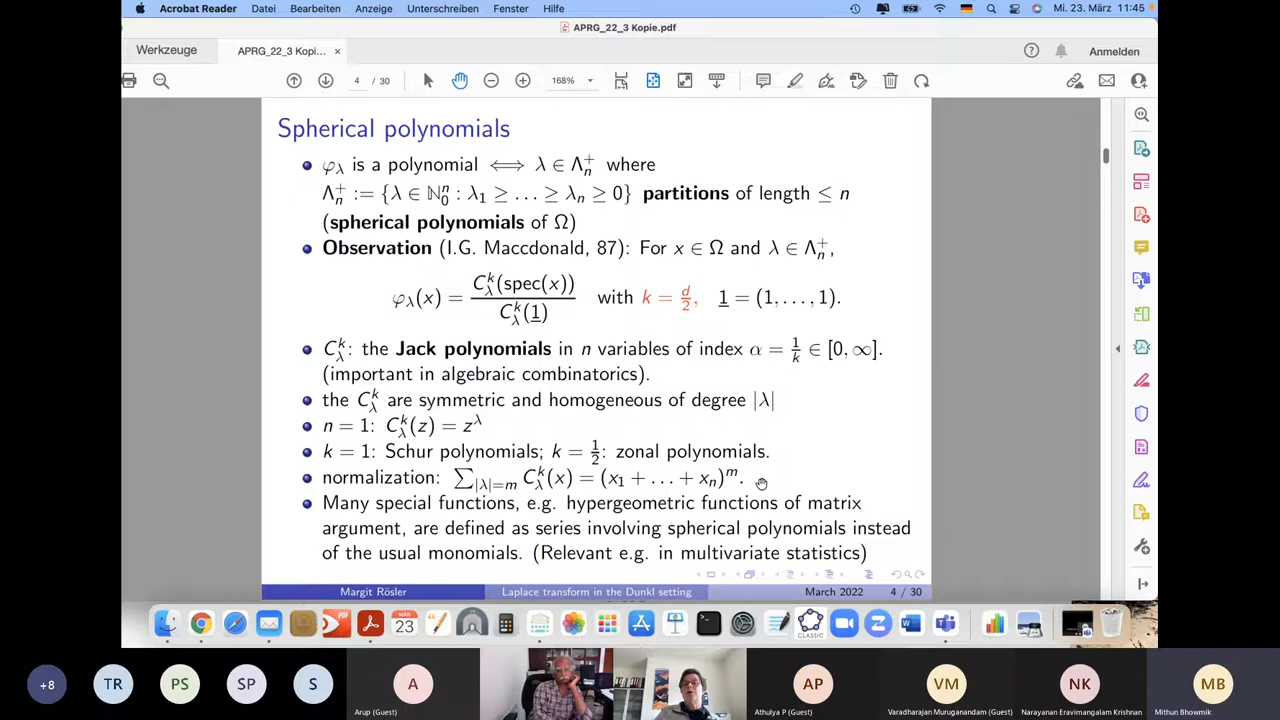 Acrobat Reader Datei Bearbeiten Anzeige Unterschreiben Fenster Hilfe Mi. 23. März 11:45
APRG_22_3 Kopie.pdf
Werkzeuge APRG_22_3 Kopi... × Anmelden
4 / 30 168%
Spherical polynomials
φ_λ is a polynomial ⟺ λ ∈ Λ_n^+ where
Λ_n^+ := {λ ∈ ℕ_0^n : λ_1 ≥ … ≥ λ_n ≥ 0} partitions of length ≤ n
(spherical polynomials of Ω)
Observation (I.G. Maccdonald, 87): For x ∈ Ω and λ ∈ Λ_n^+,
φ_λ(x) = C_λ^k(spec(x)) / C_λ^k(1) with k = d/2, 1 = (1, …, 1).
C_λ^k: the Jack polynomials in n variables of index α = 1/k ∈ [0, ∞].
(important in algebraic combinatorics).
the C_λ^k are symmetric and homogeneous of degree |λ|
n = 1: C_λ^k(z) = z^λ
k = 1: Schur polynomials; k = 1/2: zonal polynomials.
normalization: ∑_{|λ|=m} C_λ^k(x) = (x_1 + … + x_n)^m.
Many special functions, e.g. hypergeometric functions of matrix
argument, are defined as series involving spherical polynomials instead
of the usual monomials. (Relevant e.g. in multivariate statistics)
Margit Rösler Laplace transform in the Dunkl setting March 2022 4 / 30
MÄR 23
PDF
CLASSIC
+8 TR PS SP S A AP VM NK MB
Arup (Guest) Athulya P (Guest) Varadharajan Muruganandam (Guest) Narayanan Eravimangalam Krishnan Mithun Bhowmik